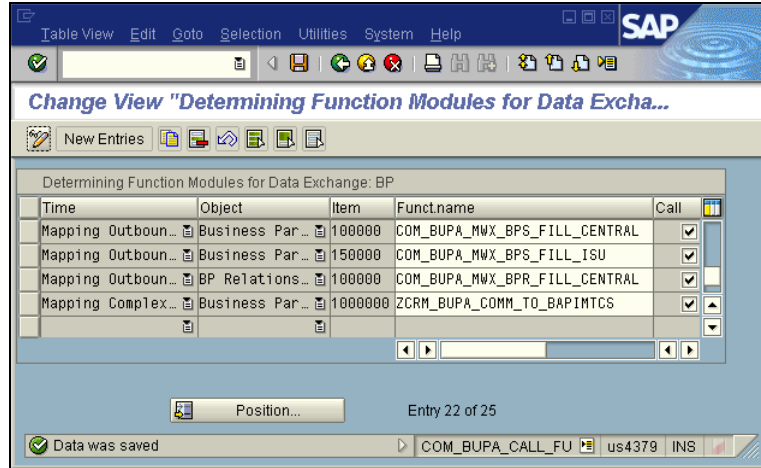 Table View Edit Goto Selection Utilities System Help
SAP
Change View "Determining Function Modules for Data Excha...
New Entries
Determining Function Modules for Data Exchange: BP
Time Object Item Funct.name Call
Mapping Outboun… Business Par… 100000 COM_BUPA_MWX_BPS_FILL_CENTRAL
Mapping Outboun… Business Par… 150000 COM_BUPA_MWX_BPS_FILL_ISU
Mapping Outboun… BP Relations… 100000 COM_BUPA_MWX_BPR_FILL_CENTRAL
Mapping Complex… Business Par… 1000000 ZCRM_BUPA_COMM_TO_BAPIMTCS
Position... Entry 22 of 25
Data was saved COM_BUPA_CALL_FU us4379 INS